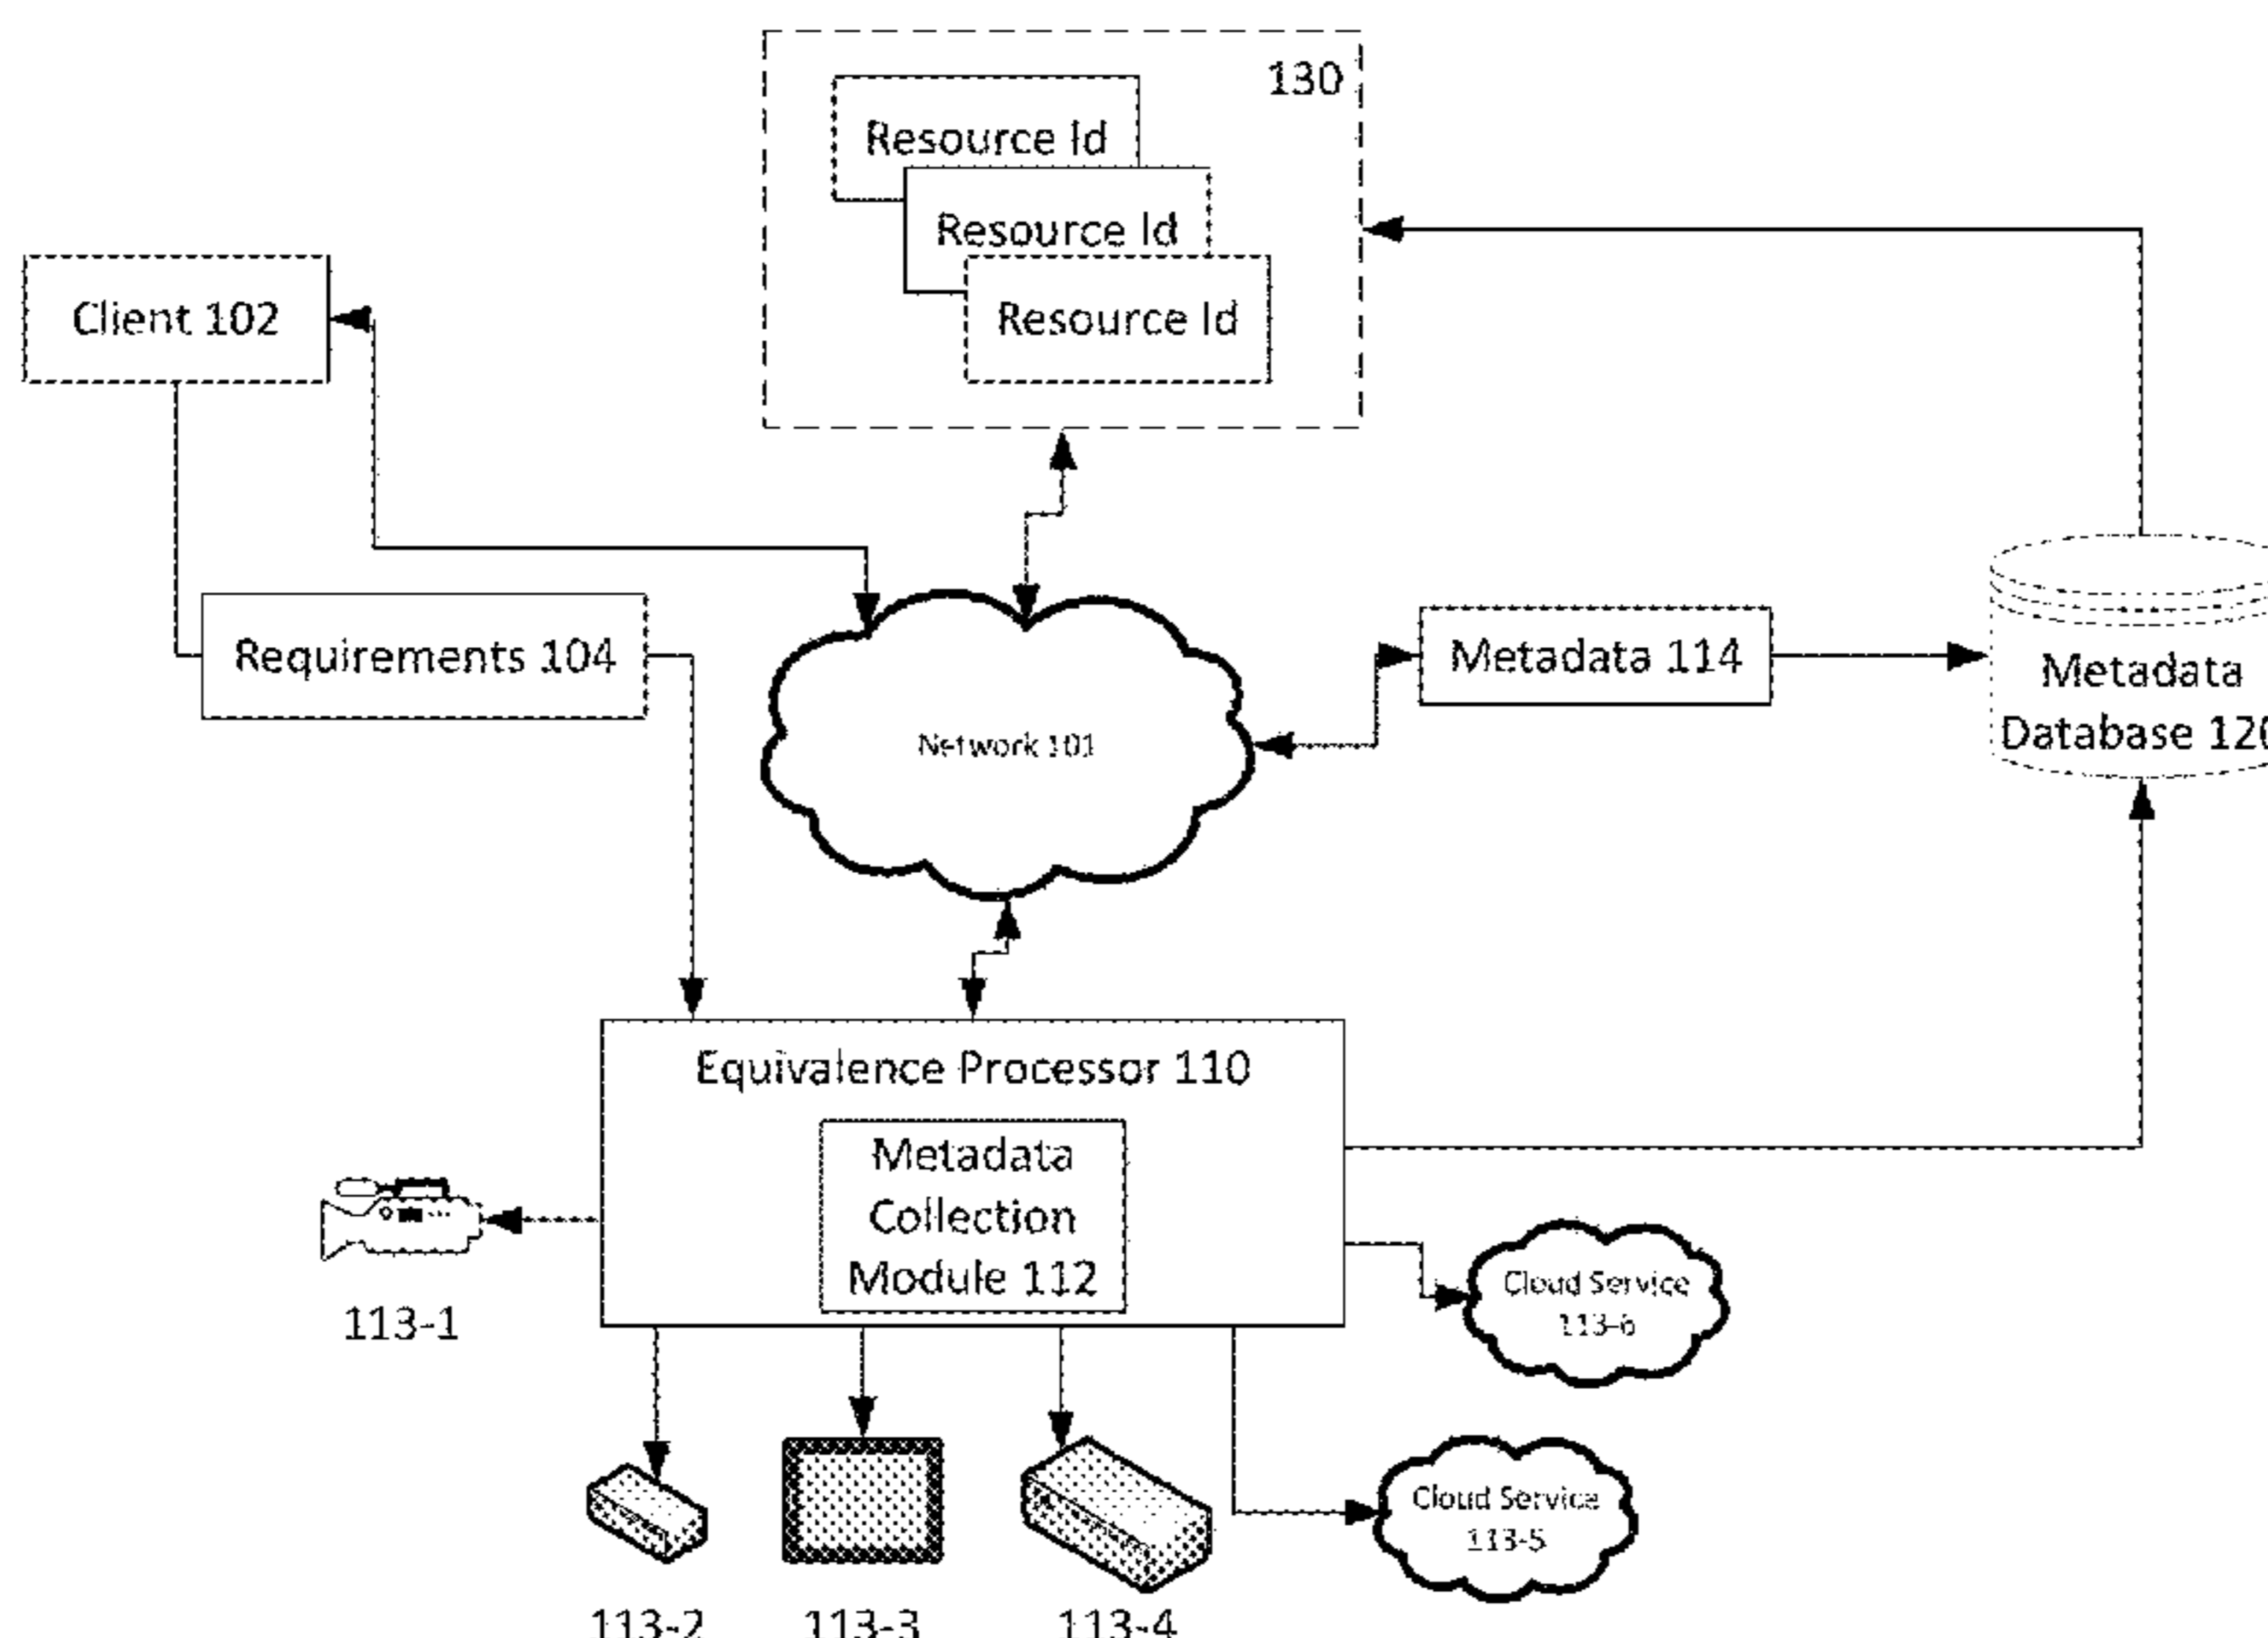 130
Resource Id
Resource Id
Resource Id
Client 102
Requirements 104
Network 101
Metadata 114
Metadata
Database 120
Equivalence Processor 110
Metadata
Collection
Module 112
113-1
Cloud Service
113-6
Cloud Service
113-5
113-2
113-3
113-4